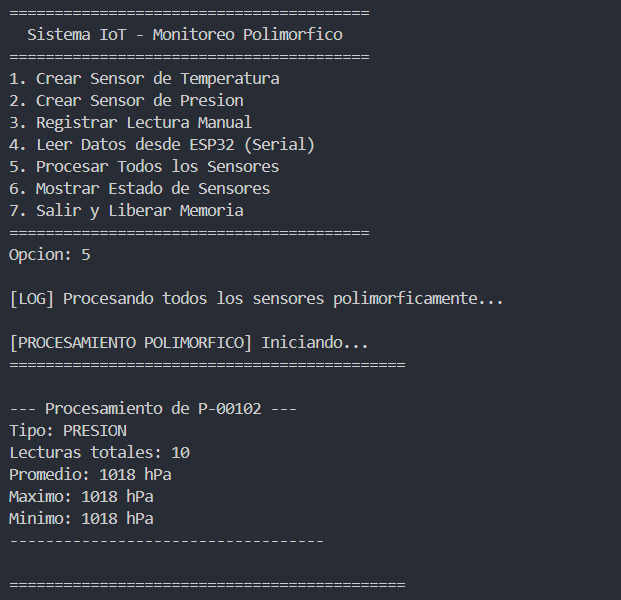 ========================================
Sistema IoT - Monitoreo Polimorfico
========================================
1. Crear Sensor de Temperatura
2. Crear Sensor de Presion
3. Registrar Lectura Manual
4. Leer Datos desde ESP32 (Serial)
5. Procesar Todos los Sensores
6. Mostrar Estado de Sensores
7. Salir y Liberar Memoria
========================================
Opcion: 5
[LOG] Procesando todos los sensores polimorficamente...
[PROCESAMIENTO POLIMORFICO] Iniciando...
============================================
--- Procesamiento de P-00102 ---
Tipo: PRESION
Lecturas totales: 10
Promedio: 1018 hPa
Maximo: 1018 hPa
Minimo: 1018 hPa
-----------------------------------
============================================